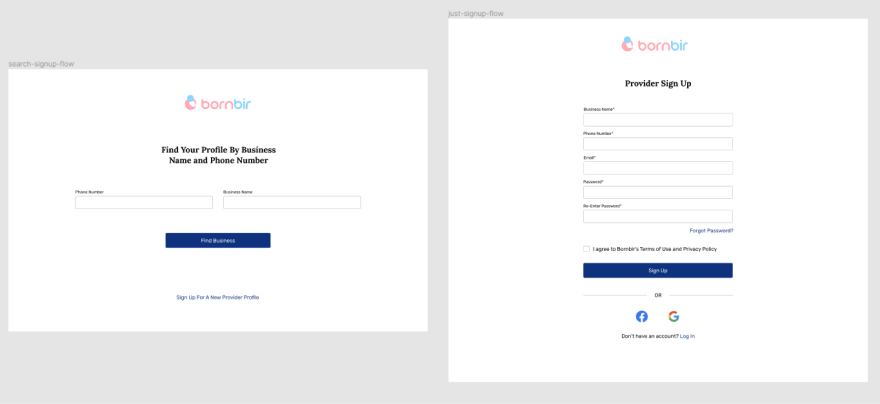 search-signup-flow
bornbir
Find Your Profile By Business
Name and Phone Number
Phone Number
Business Name
Find Business
Sign Up For A New Provider Profile
just-signup-flow
bornbir
Provider Sign Up
Business Name*
Phone Number*
Email*
Password*
Re-Enter Password*
Forgot Password?
I agree to Bornbir's Terms of Use and Privacy Policy
Sign Up
OR
Don't have an account? Log In